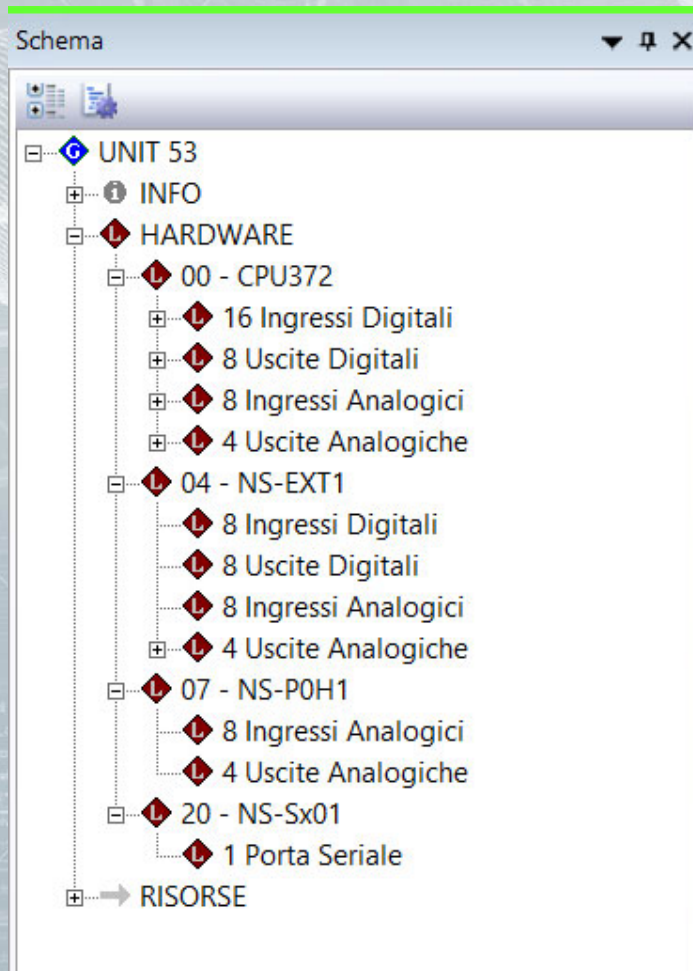 Schema
UNIT 53
INFO
HARDWARE
00 - CPU372
16 Ingressi Digitali
8 Uscite Digitali
8 Ingressi Analogici
4 Uscite Analogiche
04 - NS-EXT1
8 Ingressi Digitali
8 Uscite Digitali
8 Ingressi Analogici
4 Uscite Analogiche
07 - NS-P0H1
8 Ingressi Analogici
4 Uscite Analogiche
20 - NS-Sx01
1 Porta Seriale
RISORSE